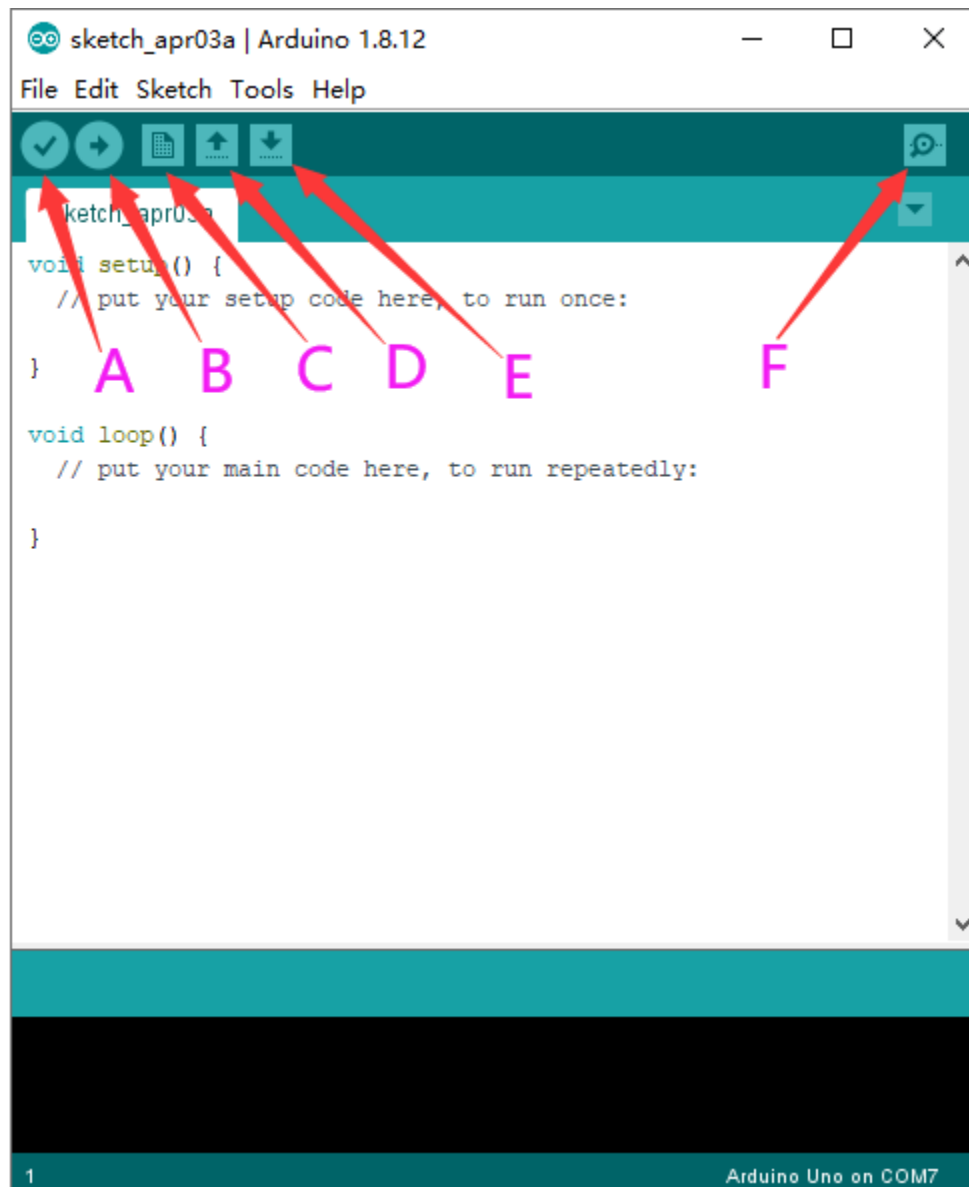 sketch_apr03a | Arduino 1.8.12
File Edit Sketch Tools Help
sketch_apr03a
void setup() {
  // put your setup code here, to run once:
}
A B C D E F
void loop() {
  // put your main code here, to run repeatedly:
}
1 Arduino Uno on COM7